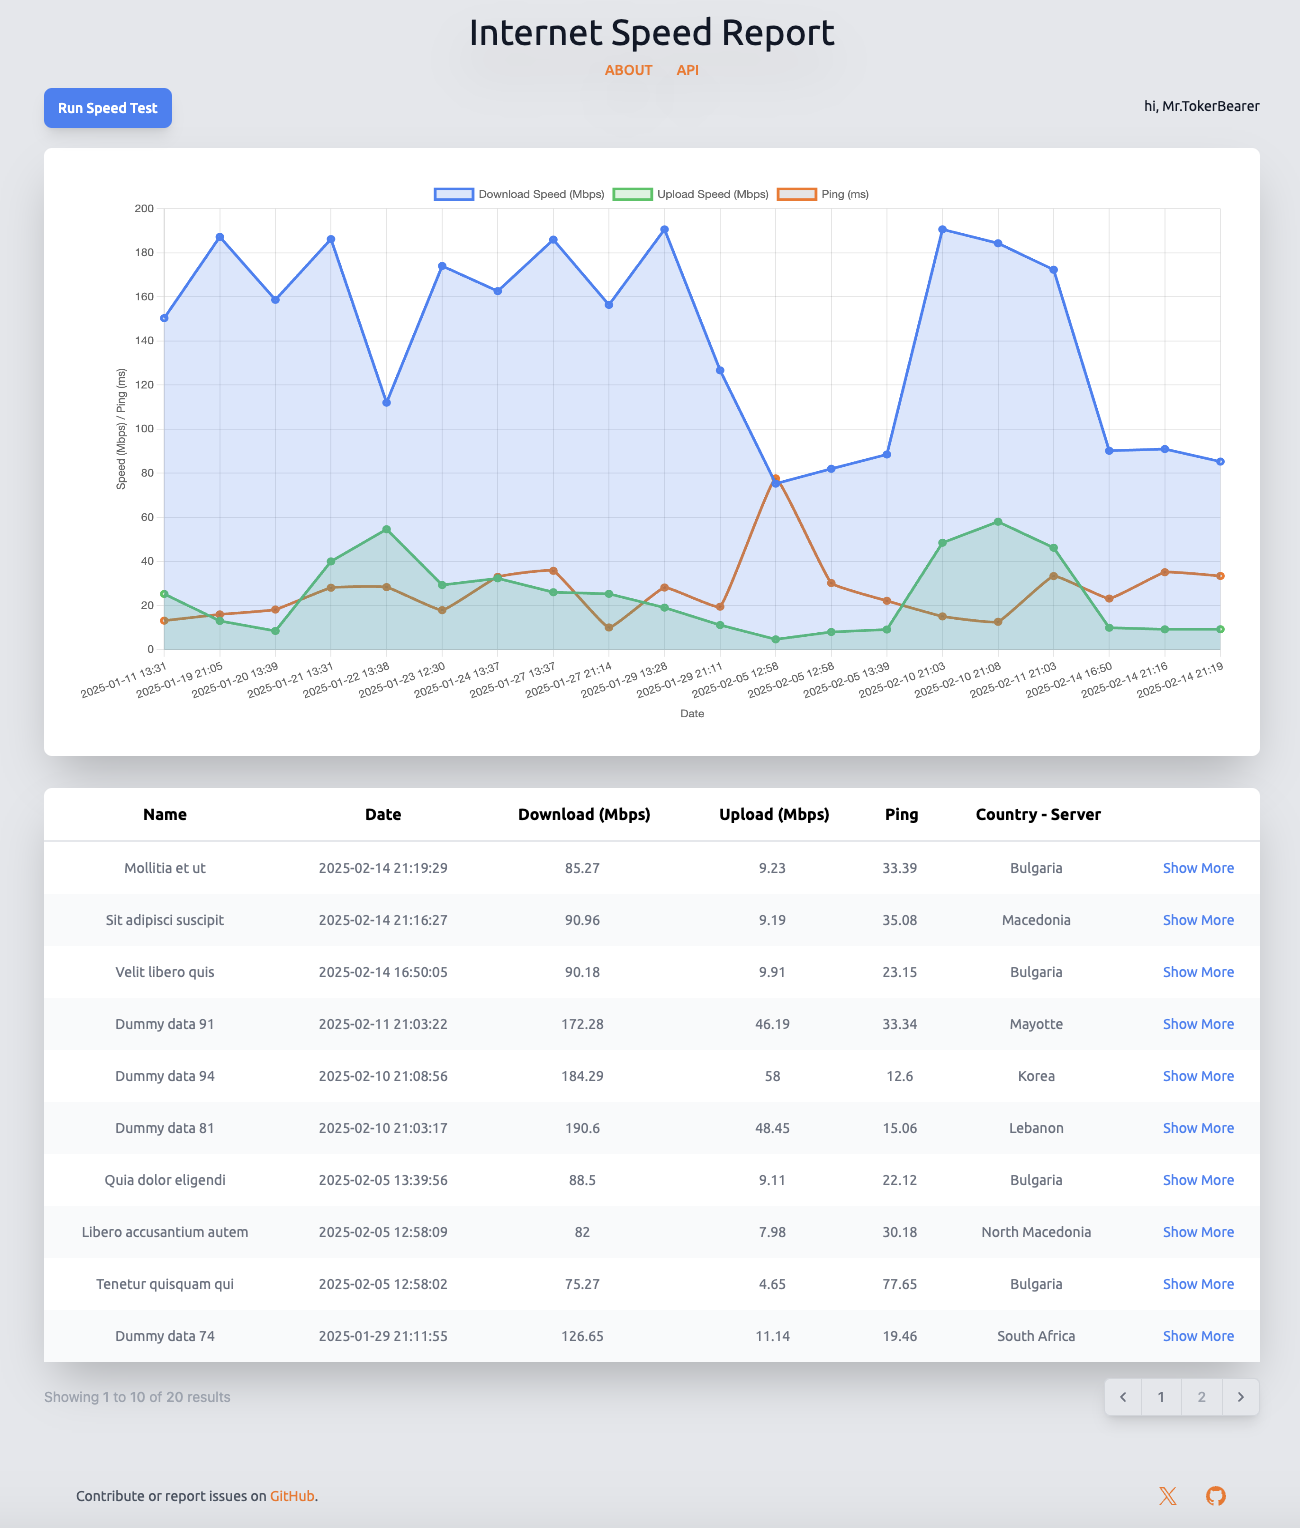 Internet Speed Report
ABOUT API
Run Speed Test
hi, Mr.TokerBearer
Download Speed (Mbps) Upload Speed (Mbps) Ping (ms)
200
180
160
140
120
100
80
60
40
20
0
Speed (Mbps) / Ping (ms)
2025-01-11 13:31
2025-01-19 21:05
2025-01-20 13:39
2025-01-21 13:31
2025-01-22 13:38
2025-01-23 12:30
2025-01-24 13:37
2025-01-27 13:37
2025-01-27 21:14
2025-01-29 13:28
2025-01-29 21:11
2025-02-05 12:58
2025-02-05 12:58
2025-02-05 13:39
2025-02-10 21:03
2025-02-10 21:08
2025-02-11 21:03
2025-02-14 16:50
2025-02-14 21:16
2025-02-14 21:19
Date
Name Date Download (Mbps) Upload (Mbps) Ping Country - Server
Mollitia et ut 2025-02-14 21:19:29 85.27 9.23 33.39 Bulgaria Show More
Sit adipisci suscipit 2025-02-14 21:16:27 90.96 9.19 35.08 Macedonia Show More
Velit libero quis 2025-02-14 16:50:05 90.18 9.91 23.15 Bulgaria Show More
Dummy data 91 2025-02-11 21:03:22 172.28 46.19 33.34 Mayotte Show More
Dummy data 94 2025-02-10 21:08:56 184.29 58 12.6 Korea Show More
Dummy data 81 2025-02-10 21:03:17 190.6 48.45 15.06 Lebanon Show More
Quia dolor eligendi 2025-02-05 13:39:56 88.5 9.11 22.12 Bulgaria Show More
Libero accusantium autem 2025-02-05 12:58:09 82 7.98 30.18 North Macedonia Show More
Tenetur quisquam qui 2025-02-05 12:58:02 75.27 4.65 77.65 Bulgaria Show More
Dummy data 74 2025-01-29 21:11:55 126.65 11.14 19.46 South Africa Show More
Showing 1 to 10 of 20 results
1 2
Contribute or report issues on GitHub.